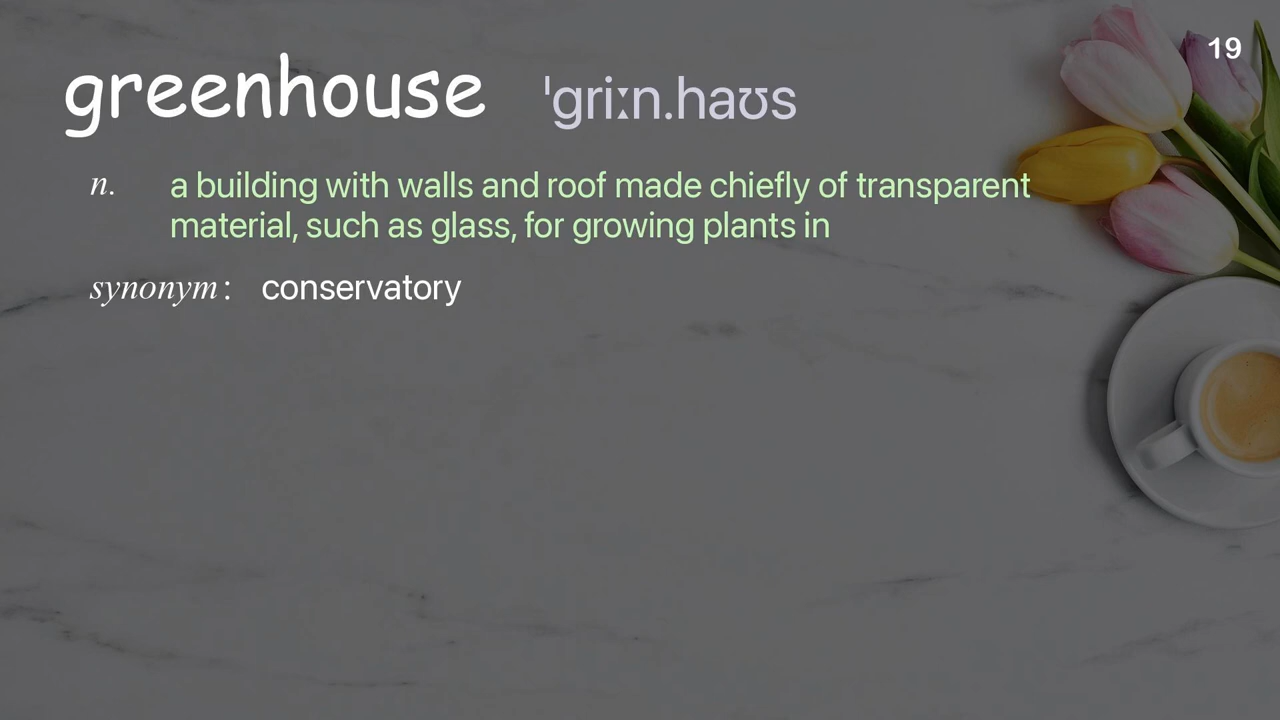 19
greenhouse ˈɡriːn.haʊs
n. a building with walls and roof made chiefly of transparent
material, such as glass, for growing plants in
synonym: conservatory